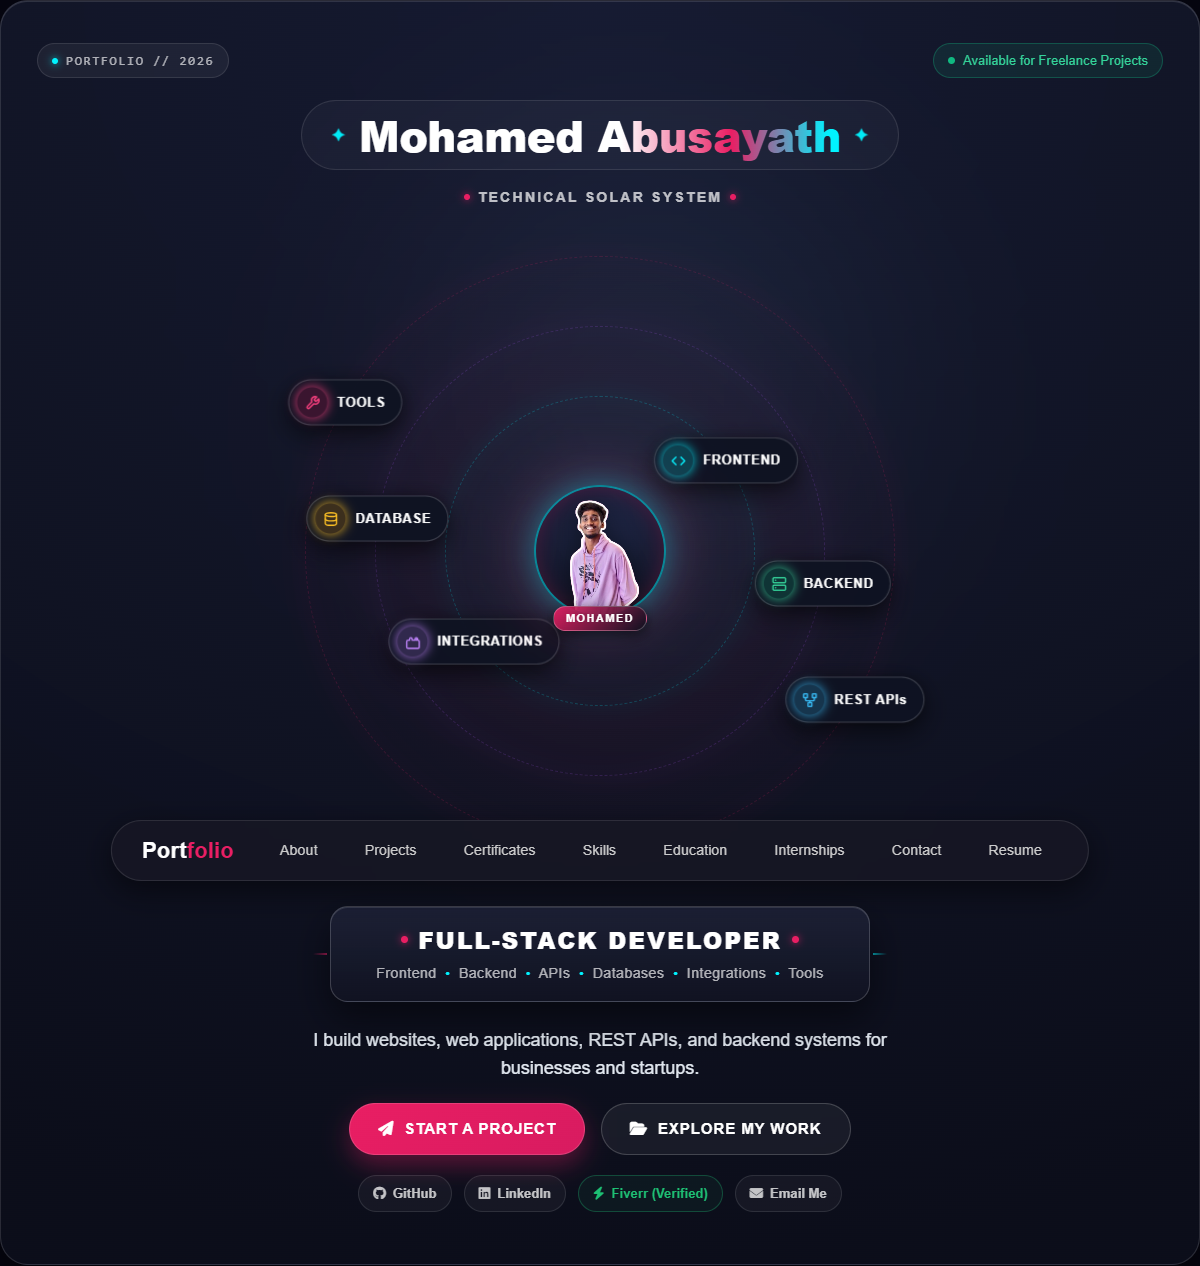 PORTFOLIO // 2026
Available for Freelance Projects
Mohamed Abusayath
TECHNICAL SOLAR SYSTEM
TOOLS
FRONTEND
DATABASE
BACKEND
MOHAMED
INTEGRATIONS
REST APIs
Portfolio About Projects Certificates Skills Education Internships Contact Resume
FULL-STACK DEVELOPER
Frontend • Backend • APIs • Databases • Integrations • Tools
I build websites, web applications, REST APIs, and backend systems for
businesses and startups.
START A PROJECT EXPLORE MY WORK
GitHub LinkedIn Fiverr (Verified) Email Me